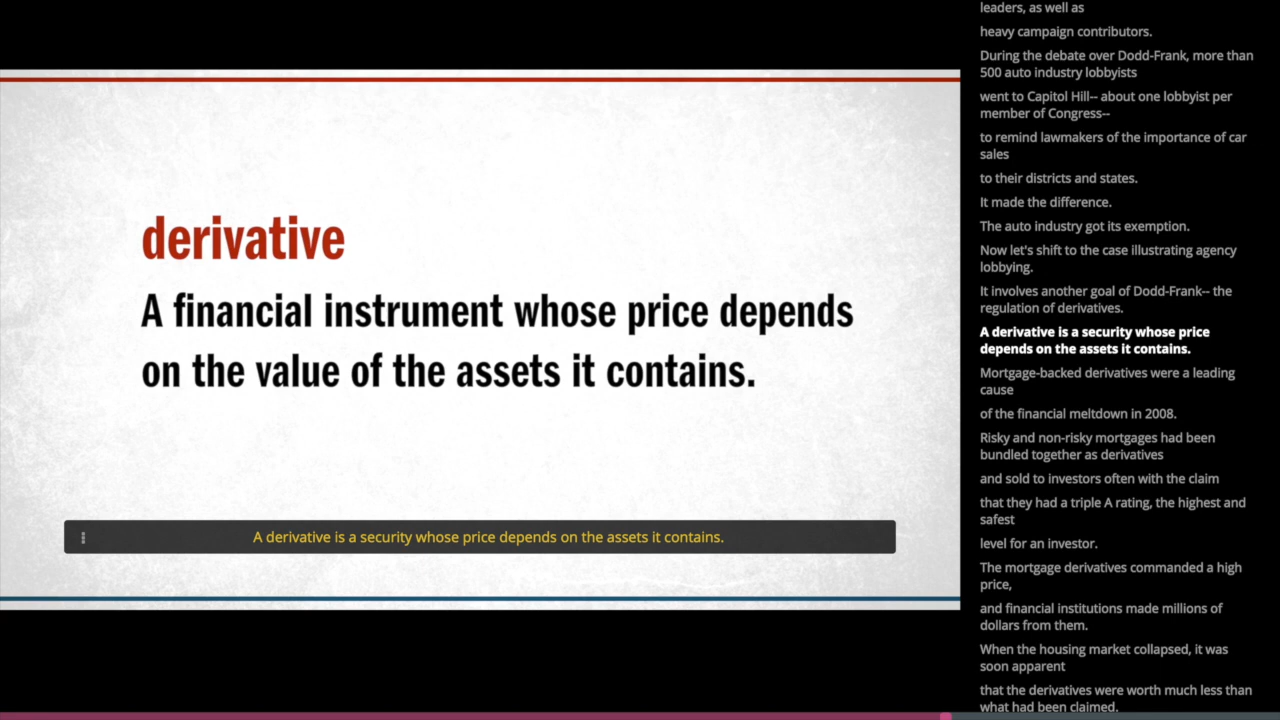 derivative
A financial instrument whose price depends
on the value of the assets it contains.
A derivative is a security whose price depends on the assets it contains.
leaders, as well as
heavy campaign contributors.
During the debate over Dodd-Frank, more than
500 auto industry lobbyists
went to Capitol Hill-- about one lobbyist per
member of Congress--
to remind lawmakers of the importance of car
sales
to their districts and states.
It made the difference.
The auto industry got its exemption.
Now let's shift to the case illustrating agency
lobbying.
It involves another goal of Dodd-Frank-- the
regulation of derivatives.
A derivative is a security whose price
depends on the assets it contains.
Mortgage-backed derivatives were a leading
cause
of the financial meltdown in 2008.
Risky and non-risky mortgages had been
bundled together as derivatives
and sold to investors often with the claim
that they had a triple A rating, the highest and
safest
level for an investor.
The mortgage derivatives commanded a high
price,
and financial institutions made millions of
dollars from them.
When the housing market collapsed, it was
soon apparent
that the derivatives were worth much less than
what had been claimed.